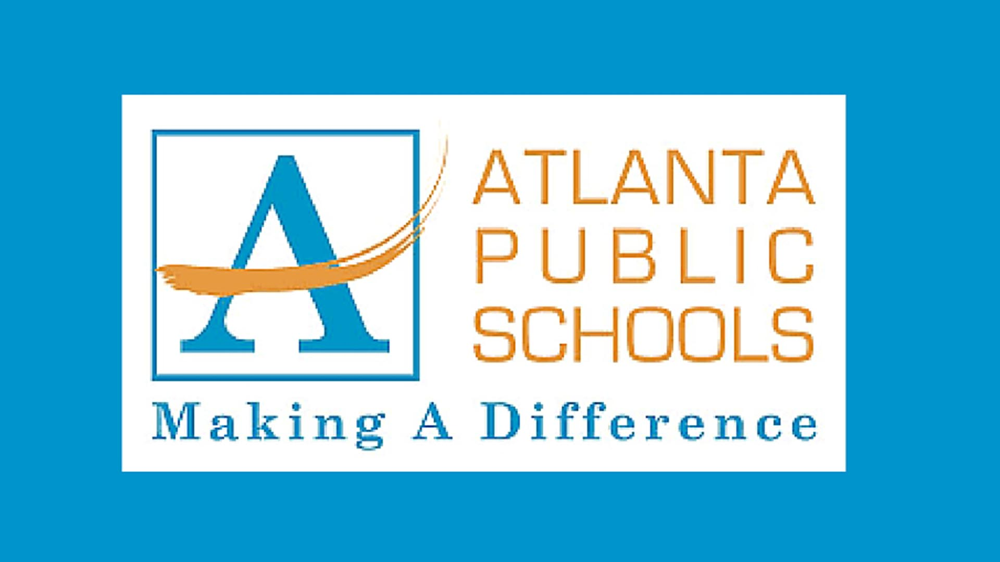 A
ATLANTA
PUBLIC
SCHOOLS
Making A Difference